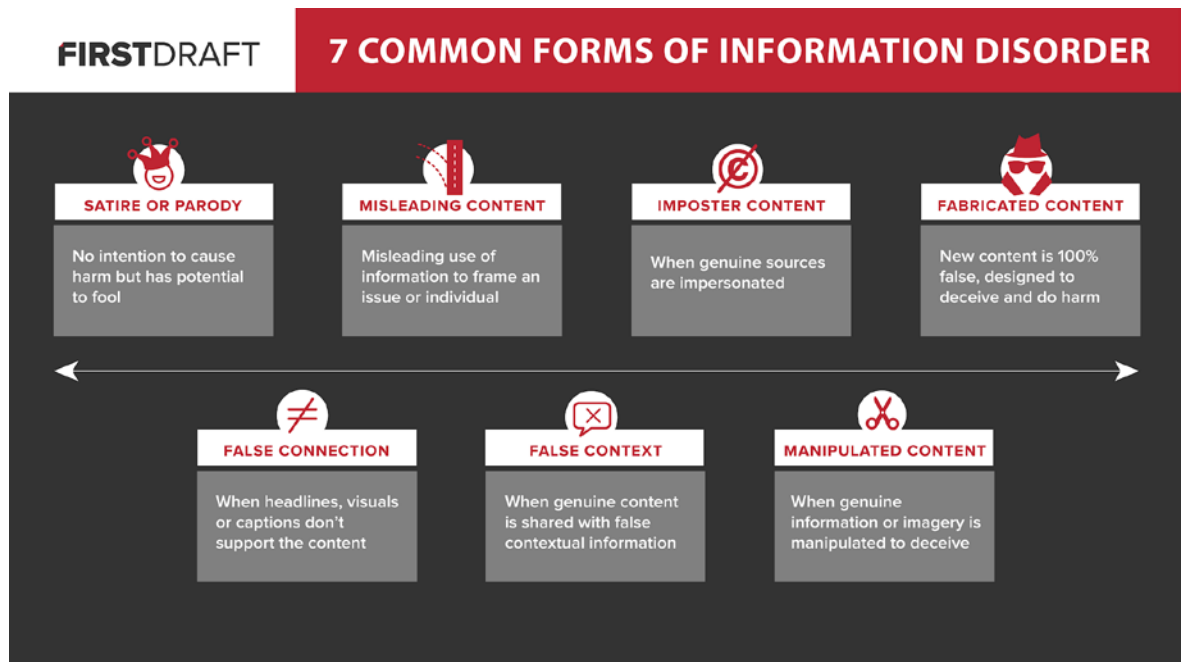 FIRSTDRAFT
7 COMMON FORMS OF INFORMATION DISORDER
SATIRE OR PARODY
No intention to cause
harm but has potential
to fool
MISLEADING CONTENT
Misleading use of
information to frame an
issue or individual
IMPOSTER CONTENT
When genuine sources
are impersonated
FABRICATED CONTENT
New content is 100%
false, designed to
deceive and do harm
FALSE CONNECTION
When headlines, visuals
or captions don't
support the content
FALSE CONTEXT
When genuine content
is shared with false
contextual information
MANIPULATED CONTENT
When genuine
information or imagery is
manipulated to deceive